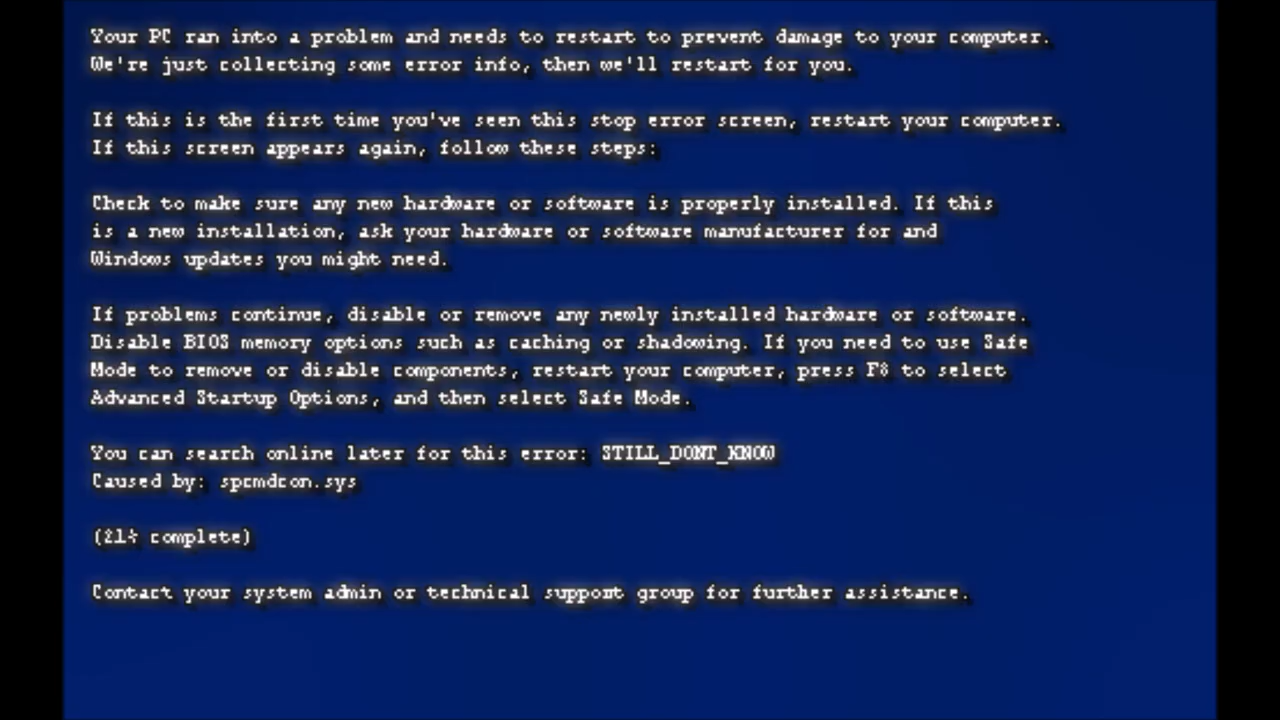 Your PC ran into a problem and needs to restart to prevent damage to your computer.
We're just collecting some error info, then we'll restart for you.
If this is the first time you've seen this stop error screen, restart your computer.
If this screen appears again, follow these steps:
Check to make sure any new hardware or software is properly installed. If this
is a new installation, ask your hardware or software manufacturer for and
Windows updates you might need.
If problems continue, disable or remove any newly installed hardware or software.
Disable BIOS memory options such as caching or shadowing. If you need to use Safe
Mode to remove or disable components, restart your computer, press F8 to select
Advanced Startup Options, and then select Safe Mode.
You can search online later for this error: STILL_DONT_KNOW
Caused by: spcmdcon.sys
(21% complete)
Contact your system admin or technical support group for further assistance.